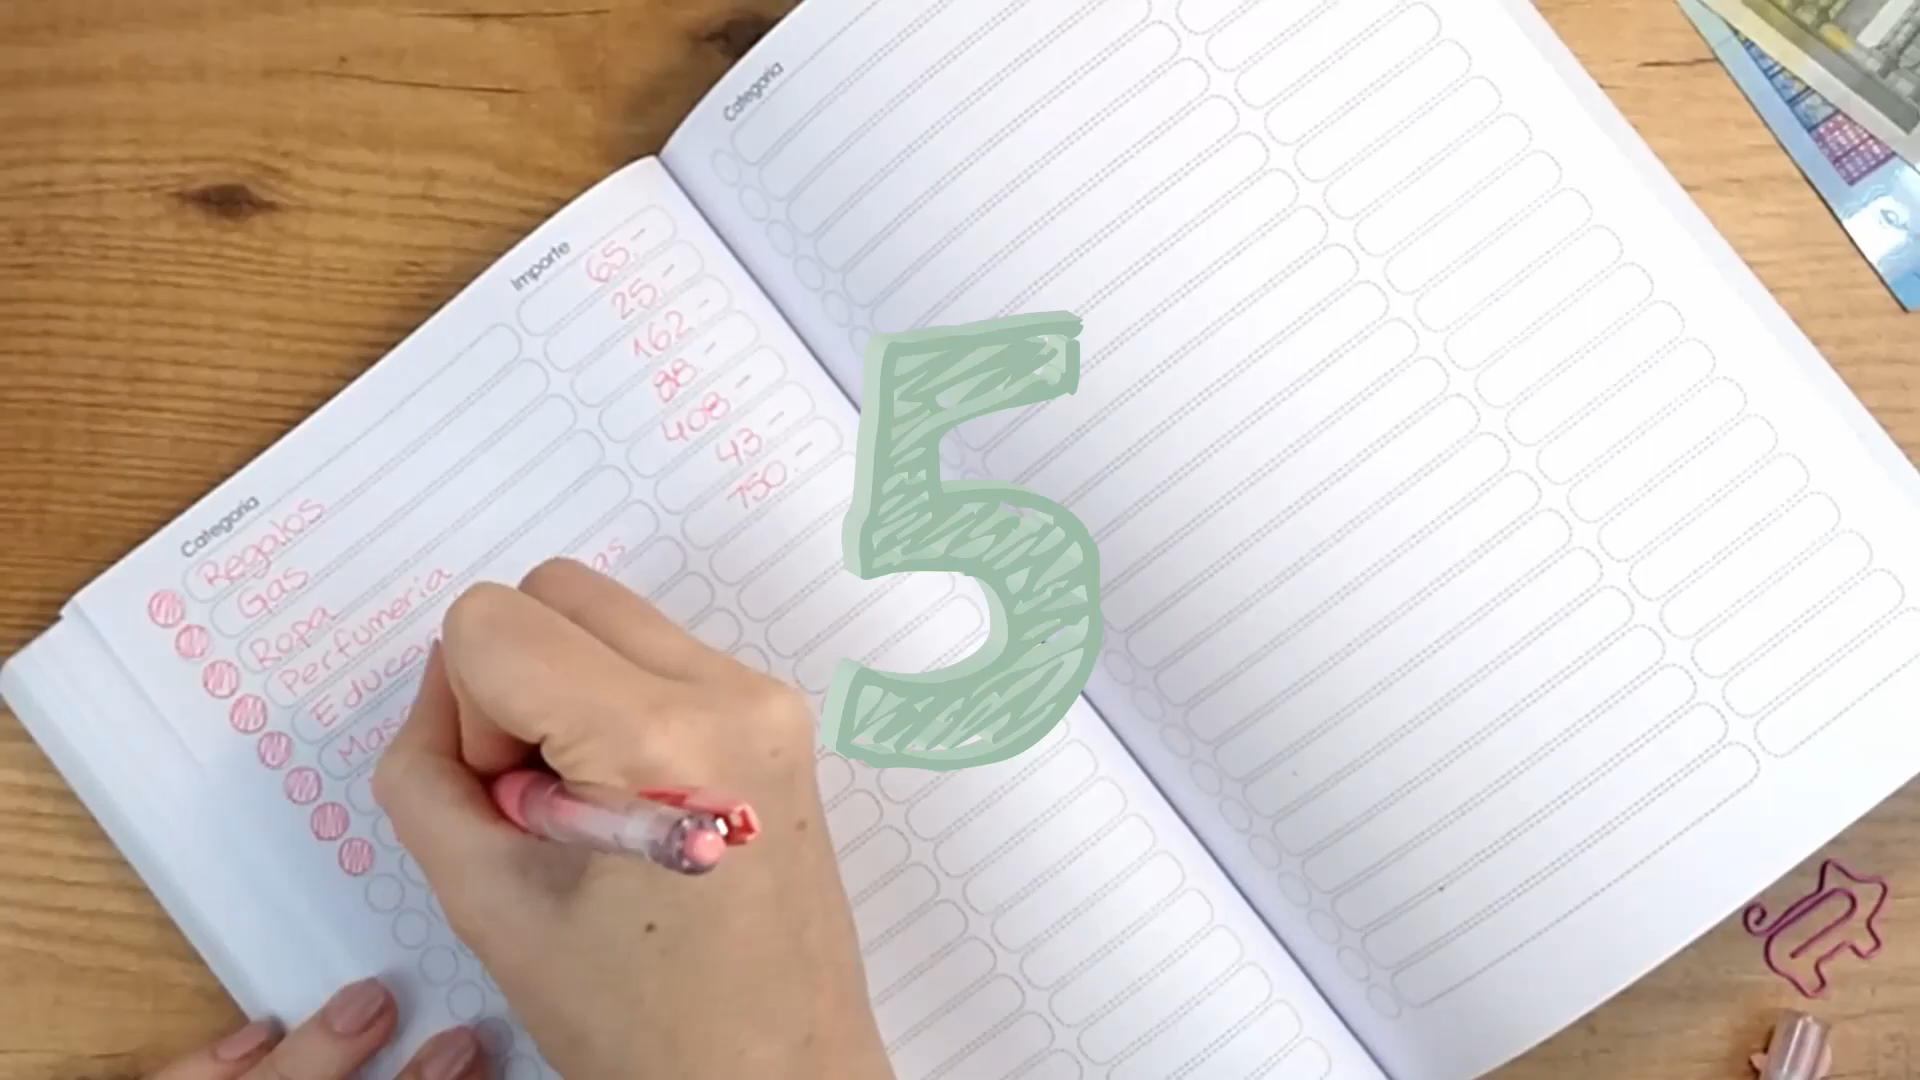 Categoría
Importe
Regalos
65.-
Gas
25.-
Ropa
162.-
Perfumería
88.-
408.-
43.-
750.-
Categoría
5